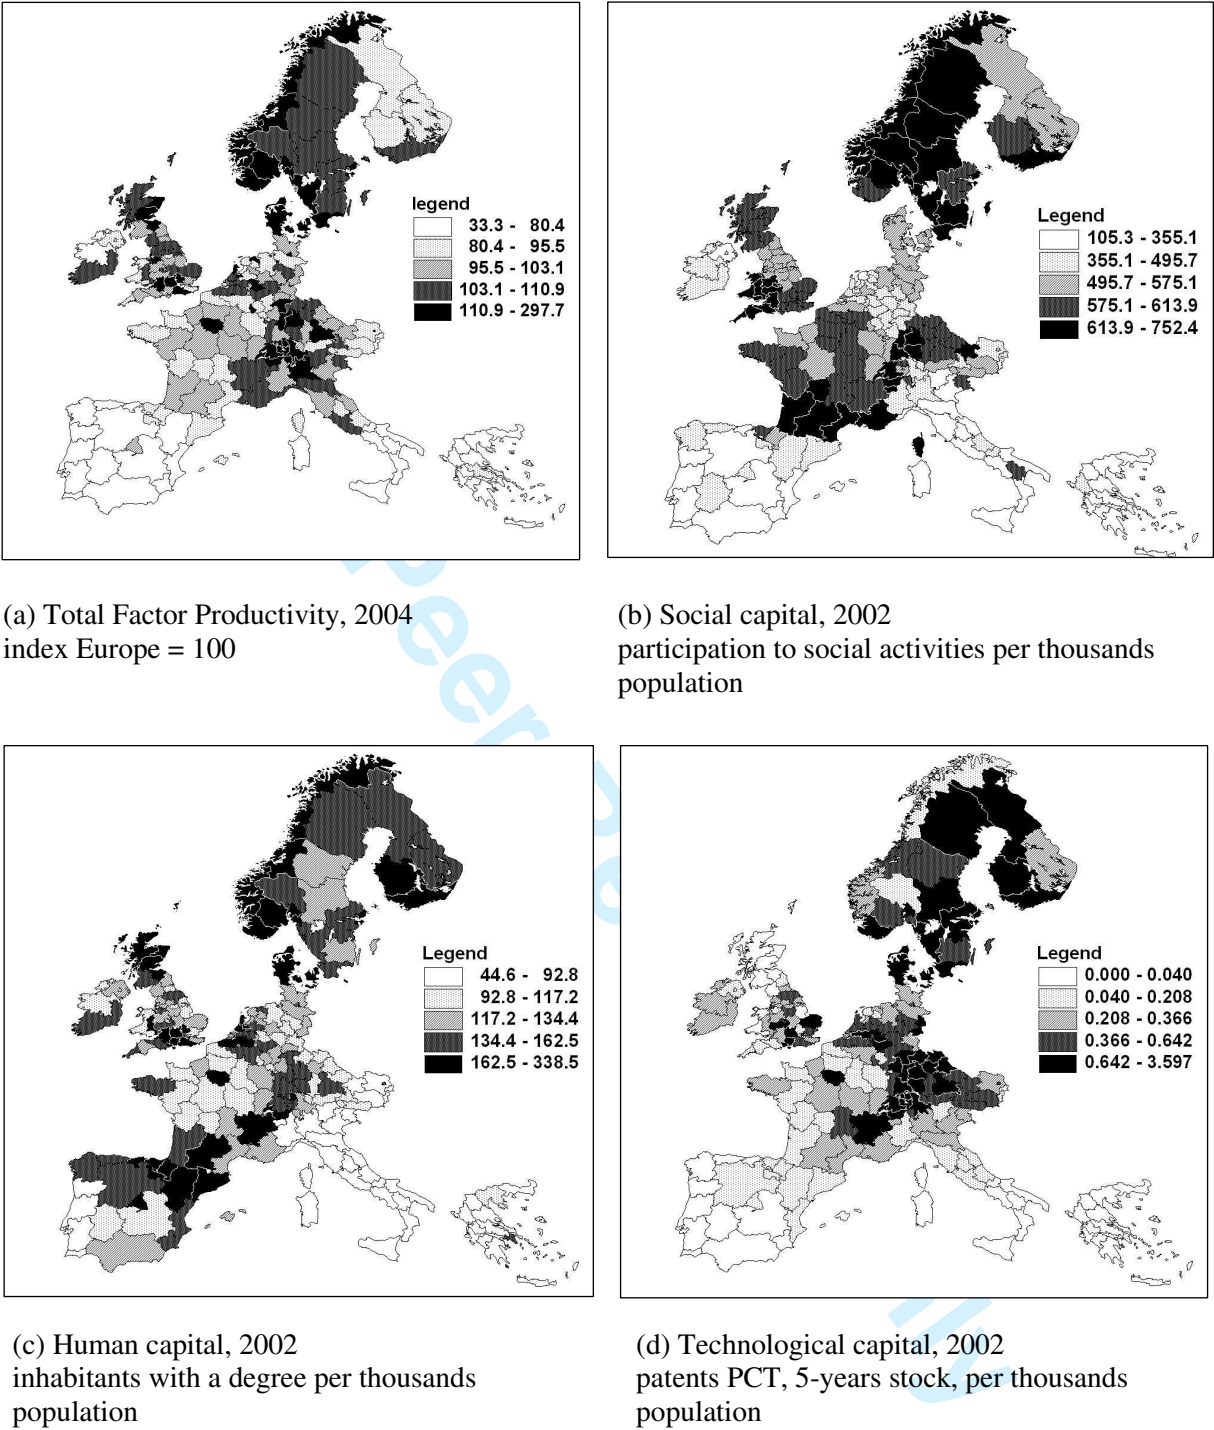 legend
33.3 - 80.4
80.4 - 95.5
95.5 - 103.1
103.1 - 110.9
110.9 - 297.7
(a) Total Factor Productivity, 2004
index Europe = 100
Legend
105.3 - 355.1
355.1 - 495.7
495.7 - 575.1
575.1 - 613.9
613.9 - 752.4
(b) Social capital, 2002
participation to social activities per thousands
population
Legend
44.6 - 92.8
92.8 - 117.2
117.2 - 134.4
134.4 - 162.5
162.5 - 338.5
(c) Human capital, 2002
inhabitants with a degree per thousands
population
Legend
0.000 - 0.040
0.040 - 0.208
0.208 - 0.366
0.366 - 0.642
0.642 - 3.597
(d) Technological capital, 2002
patents PCT, 5-years stock, per thousands
population